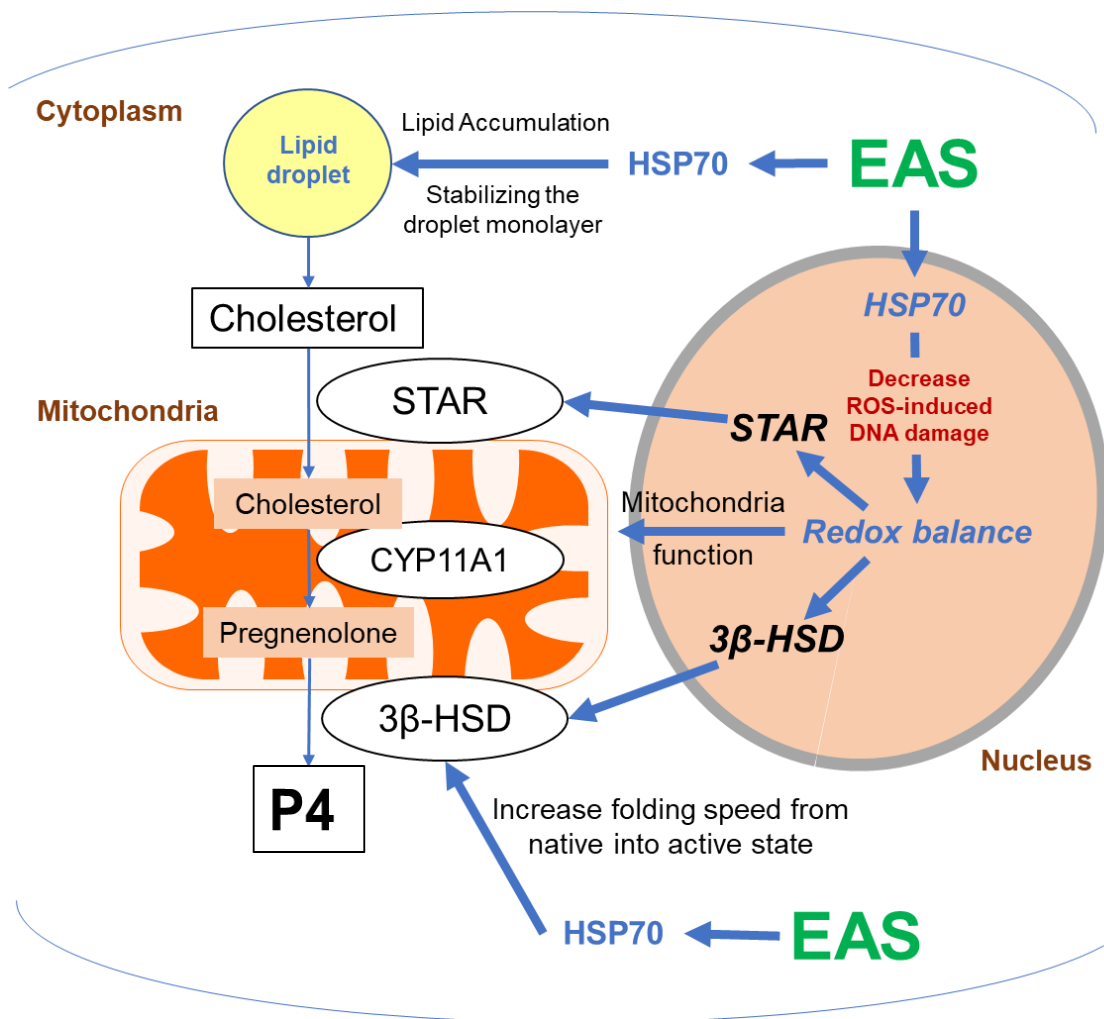 Cytoplasm
Lipid
droplet
Lipid Accumulation
Stabilizing the
droplet monolayer
HSP70
EAS
HSP70
Decrease
ROS-induced
DNA damage
Redox balance
STAR
3β-HSD
Nucleus
Mitochondria
function
Cholesterol
Mitochondria
STAR
Cholesterol
CYP11A1
Pregnenolone
3β-HSD
P4
Increase folding speed from
native into active state
HSP70
EAS